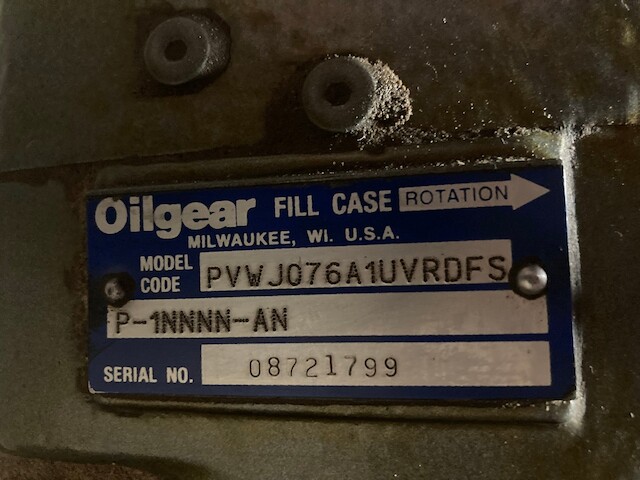 Oilgear FILL CASE ROTATION
MILWAUKEE, WI. U.S.A.
MODEL CODE PVWJ076A1UVRDFS
P-1NNNN-AN
SERIAL NO. 08721799